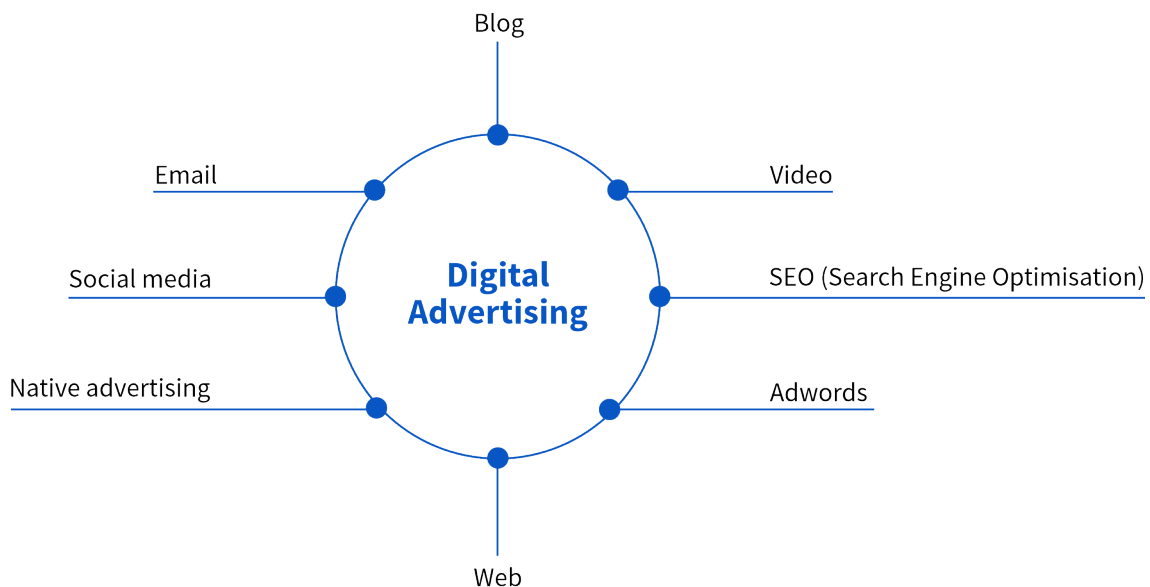 Blog
Email
Video
Social media
Digital
Advertising
SEO (Search Engine Optimisation)
Native advertising
Adwords
Web